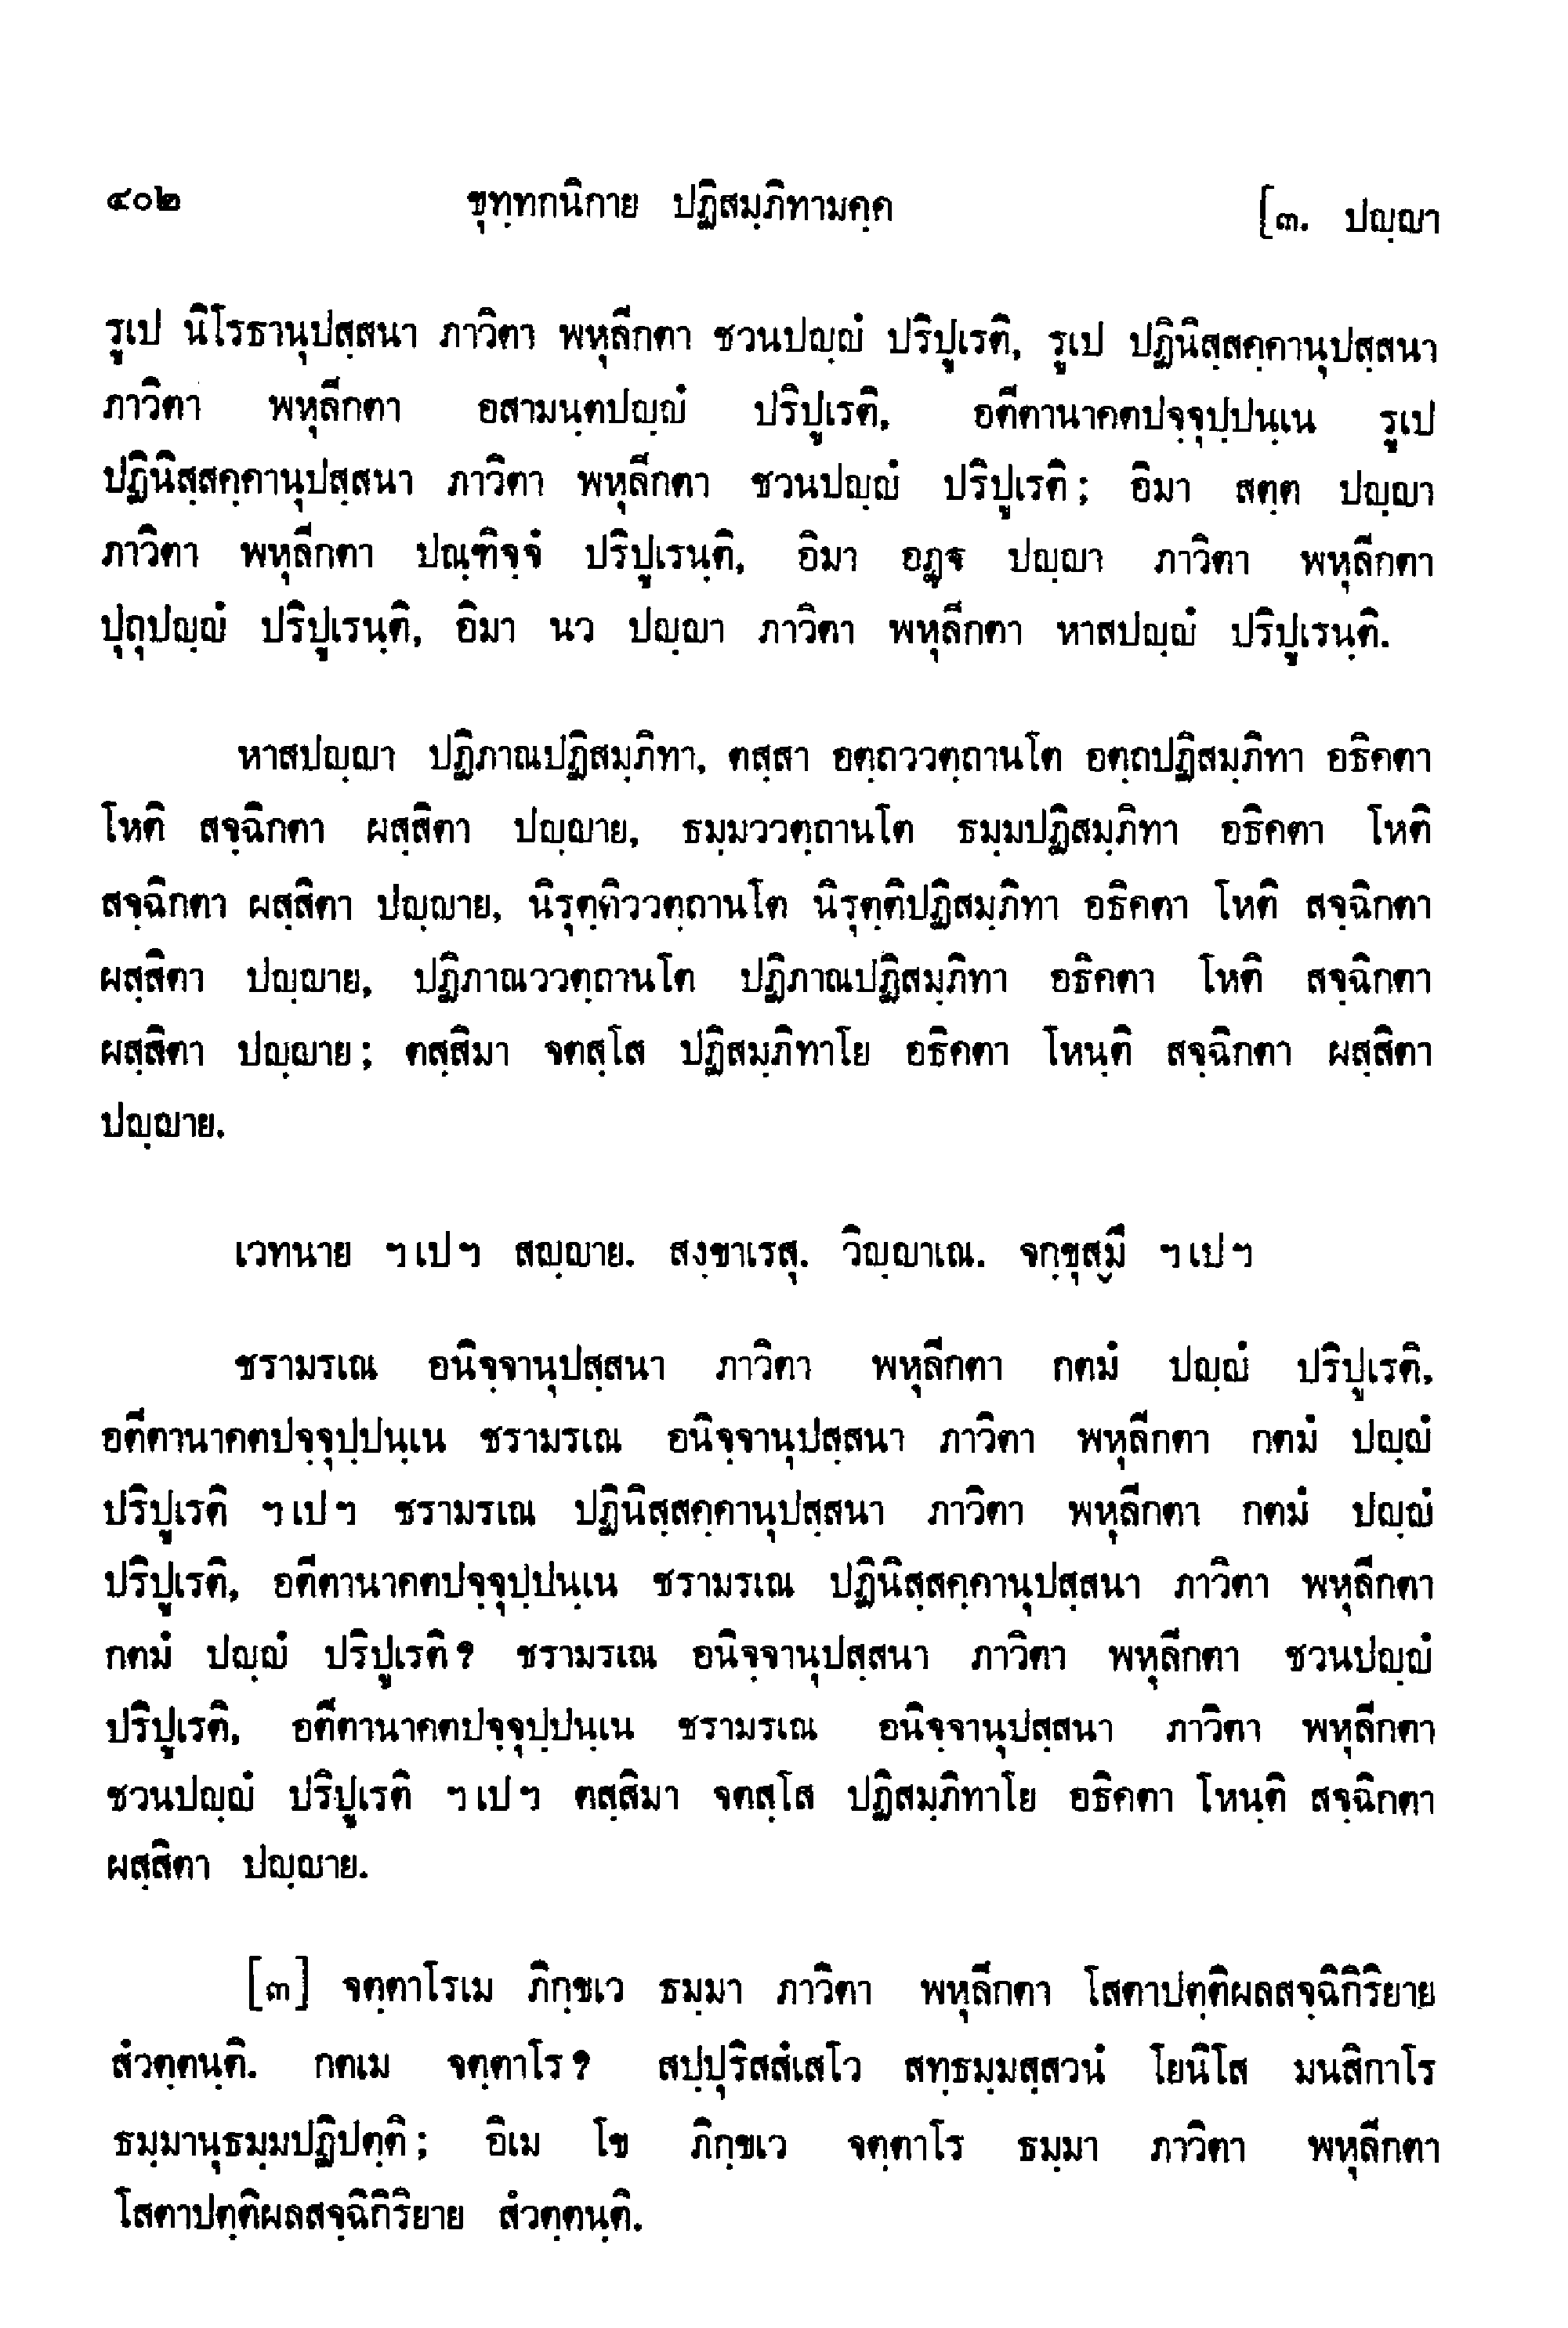 ๔๐๒ ขุทฺทกนิกาย ปฏิสมฺภิทามคฺค [๓. ปญฺญา
รูเป นิโรธานุปสฺสนา ภาวิตา พหุลีกตา ชวนปญฺญํ ปริปูเรติ, รูเป ปฏินิสฺสคฺคานุปสฺสนา
ภาวิตา พหุลีกตา อสามนฺตปญฺญํ ปริปูเรติ, อตีตานาคตปจฺจุปฺปนฺเน รูเป
ปฏินิสฺสคฺคานุปสฺสนา ภาวิตา พหุลีกตา ชวนปญฺญํ ปริปูเรติ; อิมา สตฺต ปญฺญา
ภาวิตา พหุลีกตา ปณฺฑิจฺจํ ปริปูเรนฺติ, อิมา อฏฺฐ ปญฺญา ภาวิตา พหุลีกตา
ปุถุปญฺญํ ปริปูเรนฺติ, อิมา นว ปญฺญา ภาวิตา พหุลีกตา หาสปญฺญํ ปริปูเรนฺติ.
หาสปญฺญา ปฏิภาณปฏิสมฺภิทา, ตสฺสา อตฺถววตฺถานโต อตฺถปฏิสมฺภิทา อธิคตา
โหติ สจฺฉิกตา ผสฺสิตา ปญฺญาย, ธมฺมววตฺถานโต ธมฺมปฏิสมฺภิทา อธิคตา โหติ
สจฺฉิกตา ผสฺสิตา ปญฺญาย, นิรุตฺติววตฺถานโต นิรุตฺติปฏิสมฺภิทา อธิคตา โหติ สจฺฉิกตา
ผสฺสิตา ปญฺญาย, ปฏิภาณววตฺถานโต ปฏิภาณปฏิสมฺภิทา อธิคตา โหติ สจฺฉิกตา
ผสฺสิตา ปญฺญาย; ตสฺสิมา จตสฺโส ปฏิสมฺภิทาโย อธิคตา โหนฺติ สจฺฉิกตา ผสฺสิตา
ปญฺญาย.
เวทนาย ฯเปฯ สญฺญาย. สงฺขาเรสุ. วิญฺญาเณ. จกฺขุสฺมึ ฯเปฯ
ชรามรเณ อนิจฺจานุปสฺสนา ภาวิตา พหุลีกตา กตมํ ปญฺญํ ปริปูเรติ,
อตีตานาคตปจฺจุปฺปนฺเน ชรามรเณ อนิจฺจานุปสฺสนา ภาวิตา พหุลีกตา กตมํ ปญฺญํ
ปริปูเรติ ฯเปฯ ชรามรเณ ปฏินิสฺสคฺคานุปสฺสนา ภาวิตา พหุลีกตา กตมํ ปญฺญํ
ปริปูเรติ, อตีตานาคตปจฺจุปฺปนฺเน ชรามรเณ ปฏินิสฺสคฺคานุปสฺสนา ภาวิตา พหุลีกตา
กตมํ ปญฺญํ ปริปูเรติ? ชรามรเณ อนิจฺจานุปสฺสนา ภาวิตา พหุลีกตา ชวนปญฺญํ
ปริปูเรติ, อตีตานาคตปจฺจุปฺปนฺเน ชรามรเณ อนิจฺจานุปสฺสนา ภาวิตา พหุลีกตา
ชวนปญฺญํ ปริปูเรติ ฯเปฯ ตสฺสิมา จตสฺโส ปฏิสมฺภิทาโย อธิคตา โหนฺติ สจฺฉิกตา
ผสฺสิตา ปญฺญาย.
[๓] จตฺตาโรเม ภิกฺขเว ธมฺมา ภาวิตา พหุลีกตา โสตาปตฺติผลสจฺฉิกิริยาย
สํวตฺตนฺติ. กตเม จตฺตาโร? สปฺปุริสสํเสโว สทฺธมฺมสฺสวนํ โยนิโส มนสิกาโร
ธมฺมานุธมฺมปฏิปตฺติ; อิเม โข ภิกฺขเว จตฺตาโร ธมฺมา ภาวิตา พหุลีกตา
โสตาปตฺติผลสจฺฉิกิริยาย สํวตฺตนฺติ.